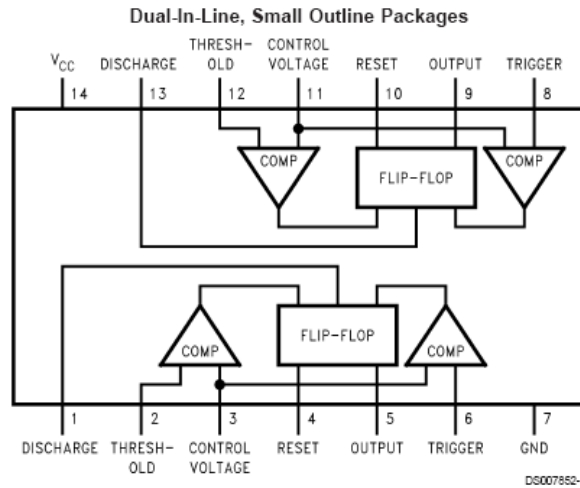 Dual-In-Line, Small Outline Packages
THRESH- CONTROL
VCC DISCHARGE OLD VOLTAGE RESET OUTPUT TRIGGER
14 13 12 11 10 9 8
COMP COMP
FLIP-FLOP
FLIP-FLOP
COMP COMP
1 2 3 4 5 6 7
DISCHARGE THRESH- CONTROL RESET OUTPUT TRIGGER GND
OLD VOLTAGE
DS007852-